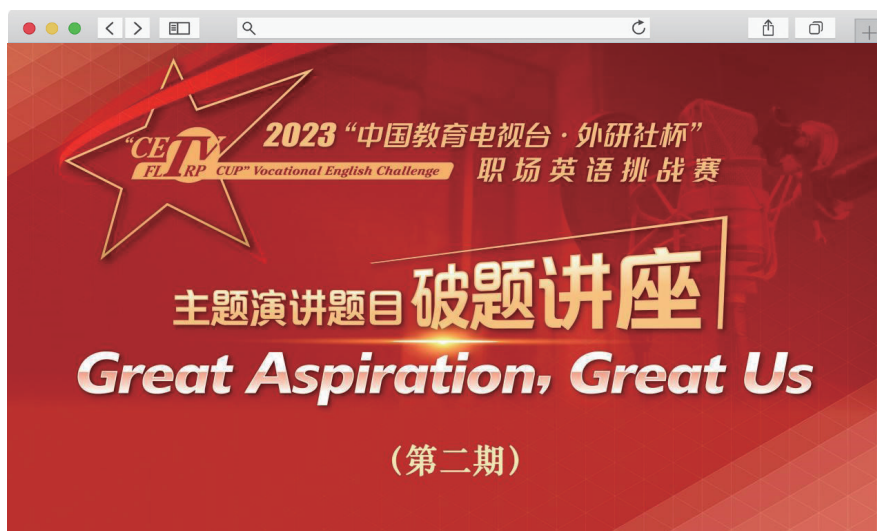 2023 “中国教育电视台·外研社杯”
“CETV
FLTRP CUP” Vocational English Challenge
职场英语挑战赛
主题演讲题目 破题讲座
Great Aspiration, Great Us
(第二期)